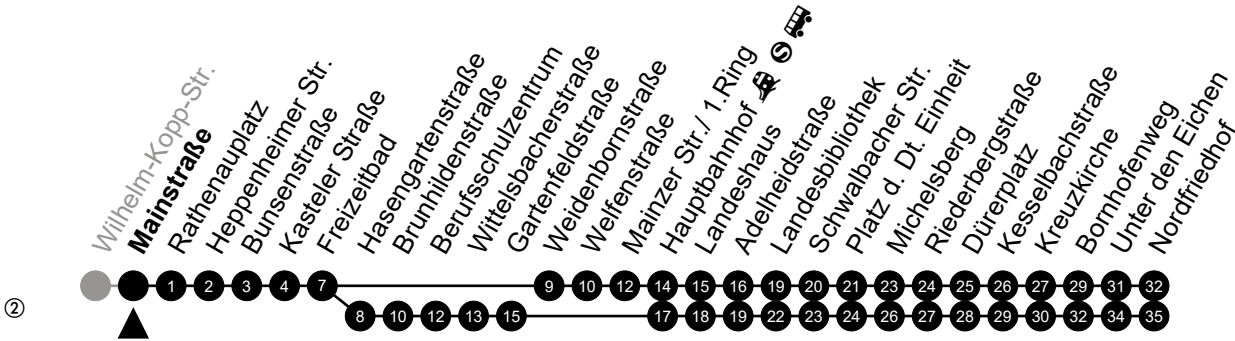 Wilhelm-Kopp-Str.
Mainstraße
Rathenauplatz
Heppenheimer Str.
Bunsenstraße
Kasteler Straße
Freizeitbad
Hasengartenstraße
Brunhildenstraße
Berufsschulzentrum
Wittelsbacherstraße
Gartenfeldstraße
Weidenbornstraße
Welfenstraße
Mainzer Str./ 1.Ring
Hauptbahnhof S
Landeshaus
Adelheidstraße
Landesbibliothek
Schwalbacher Str.
Platz d. Dt. Einheit
Michelsberg
Riederbergstraße
Dürerplatz
Kesselbachstraße
Kreuzkirche
Bornhofenweg
Unter den Eichen
Nordfriedhof
1 2 3 4 7 9 10 12 14 15 16 19 20 21 23 24 25 26 27 29 31 32
② 8 10 12 13 15 17 18 19 22 23 24 26 27 28 29 30 32 34 35